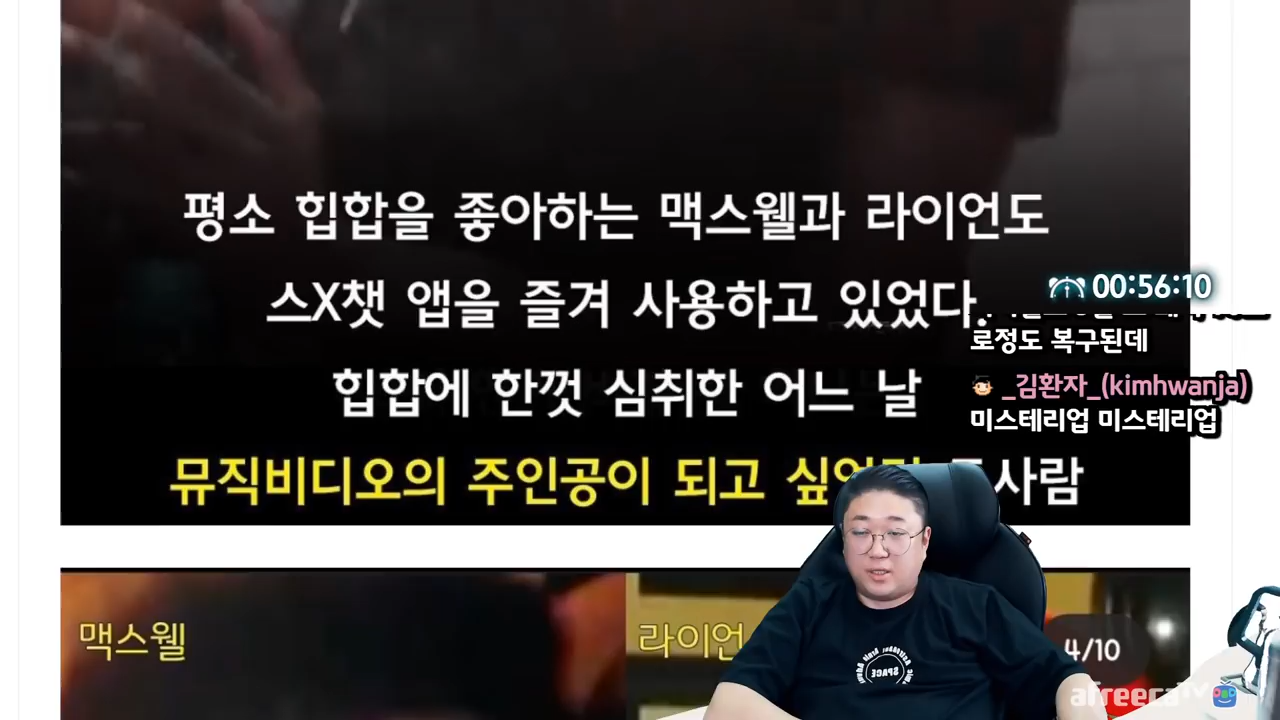 평소 힙합을 좋아하는 맥스웰과 라이언도
스X챗 앱을 즐겨 사용하고 있었다.
00:56:10
로정도 복구된데
힙합에 한껏 심취한 어느 날
_김환자_(kimhwanja)
미스테리업 미스테리업
뮤직비디오의 주인공이 되고 사람
맥스웰
라이언
4/10
SPACE
afreecaTV